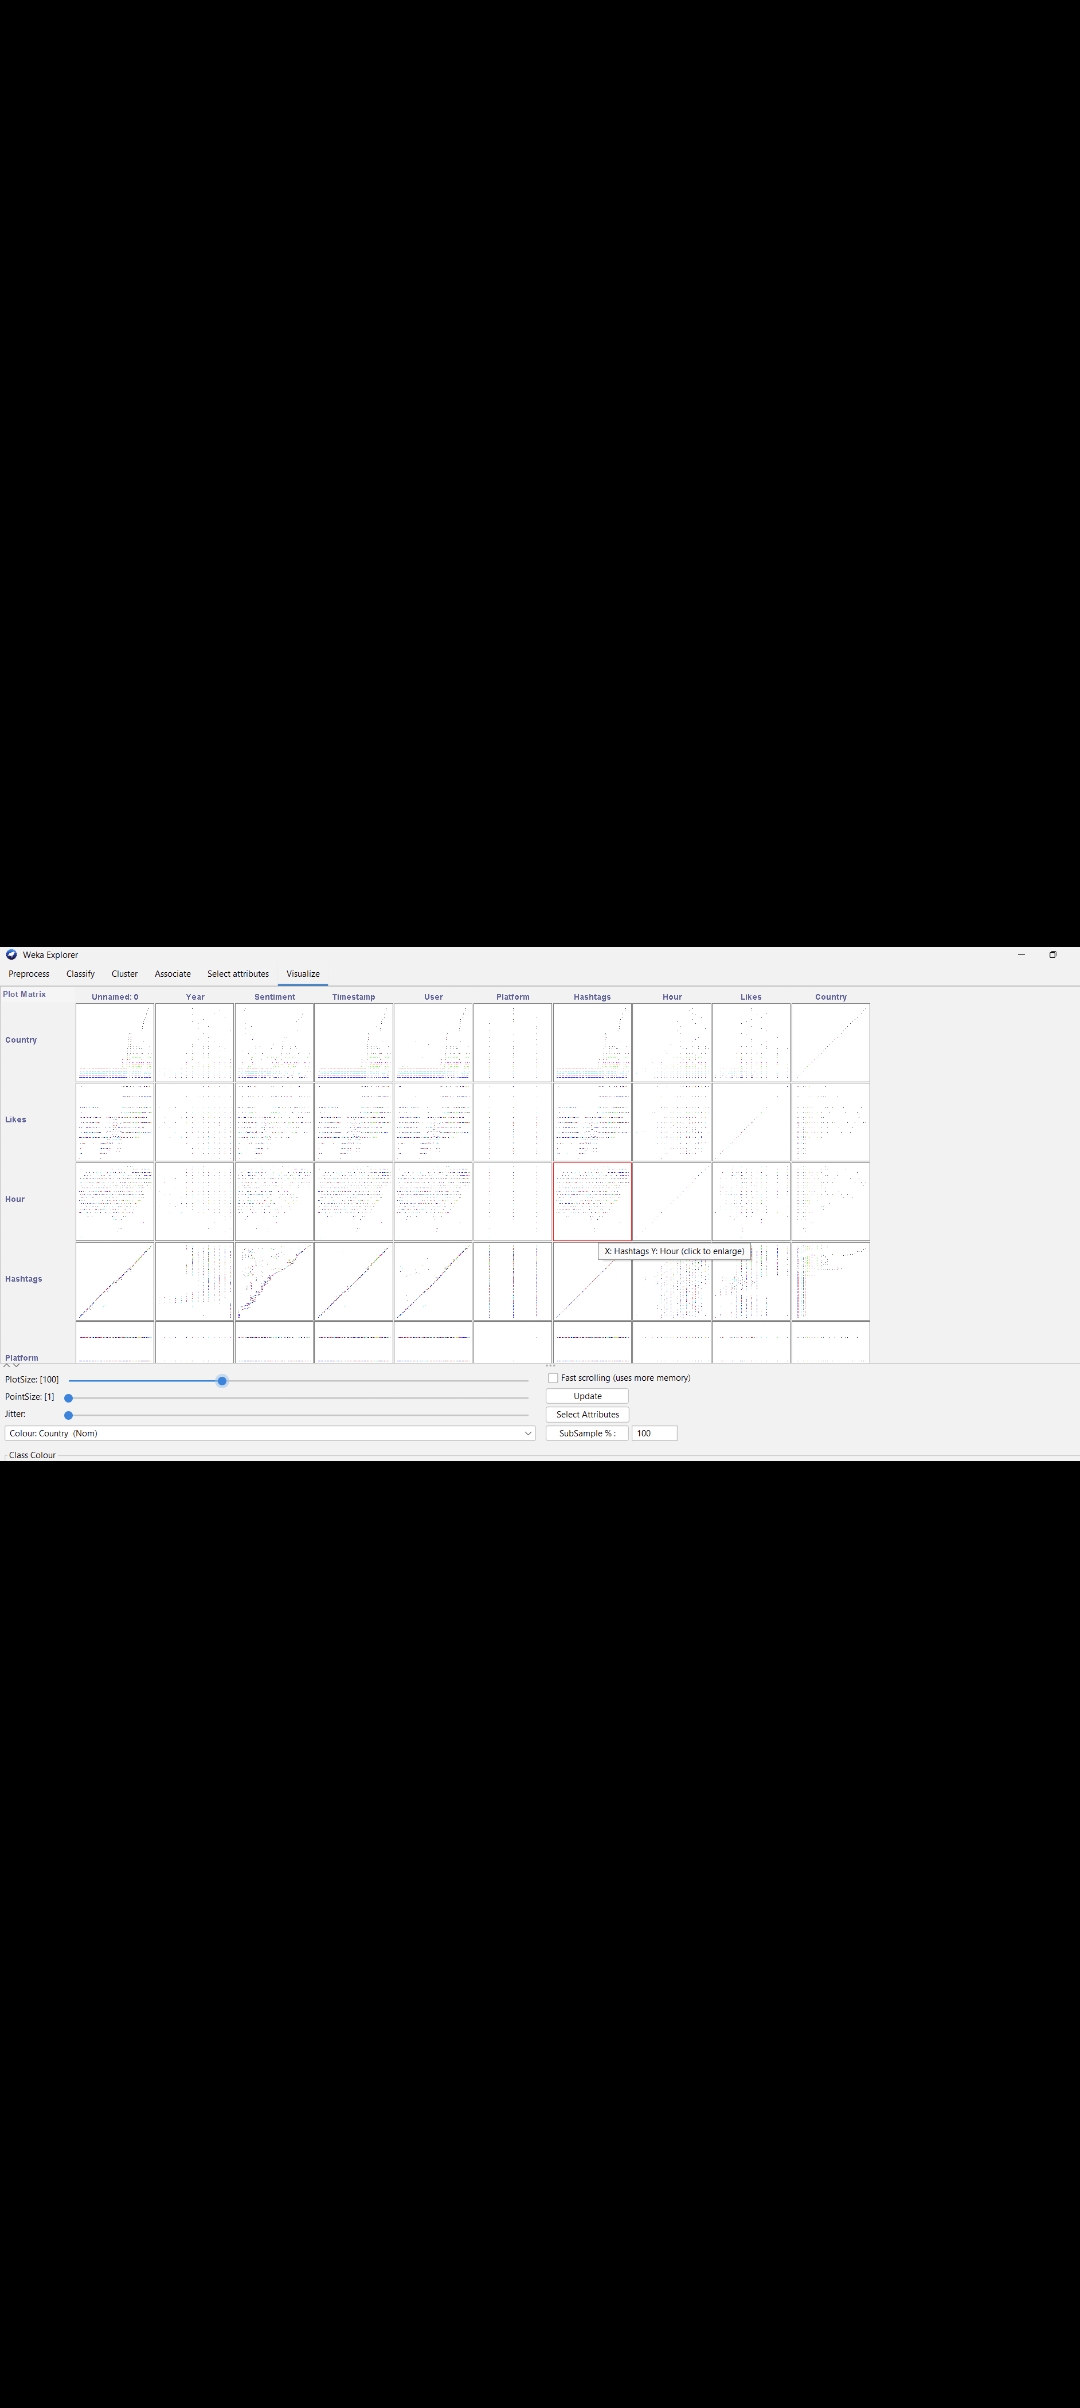 Weka Explorer
Preprocess Classify Cluster Associate Select attributes Visualize
Plot Matrix Unnamed: 0 Year Sentiment Timestamp User Platform Hashtags Hour Likes Country
Country
Likes
Hour
X: Hashtags Y: Hour (click to enlarge)
Hashtags
Platform
PlotSize: [100] Fast scrolling (uses more memory)
PointSize: [1] Update
Jitter: Select Attributes
Colour: Country (Nom) SubSample % : 100
Class Colour